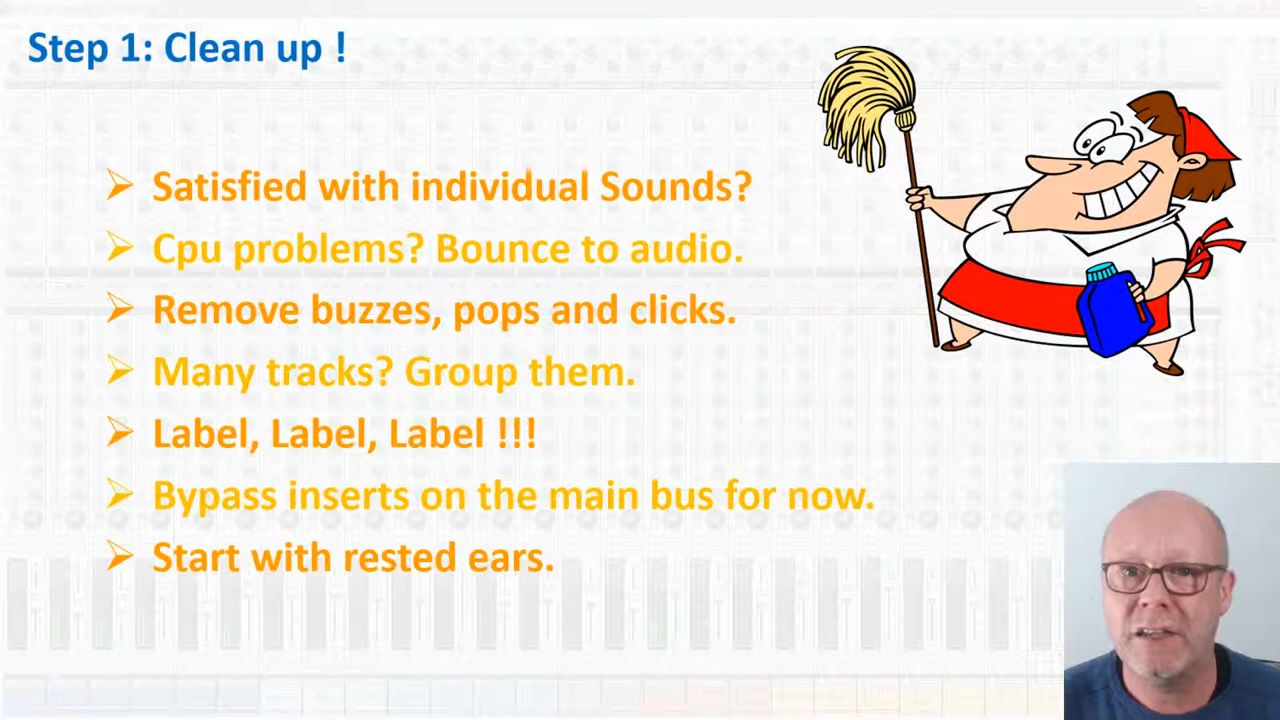 Step 1: Clean up !
Satisfied with individual Sounds?
Cpu problems? Bounce to audio.
Remove buzzes, pops and clicks.
Many tracks? Group them.
Label, Label, Label !!!
Bypass inserts on the main bus for now.
Start with rested ears.